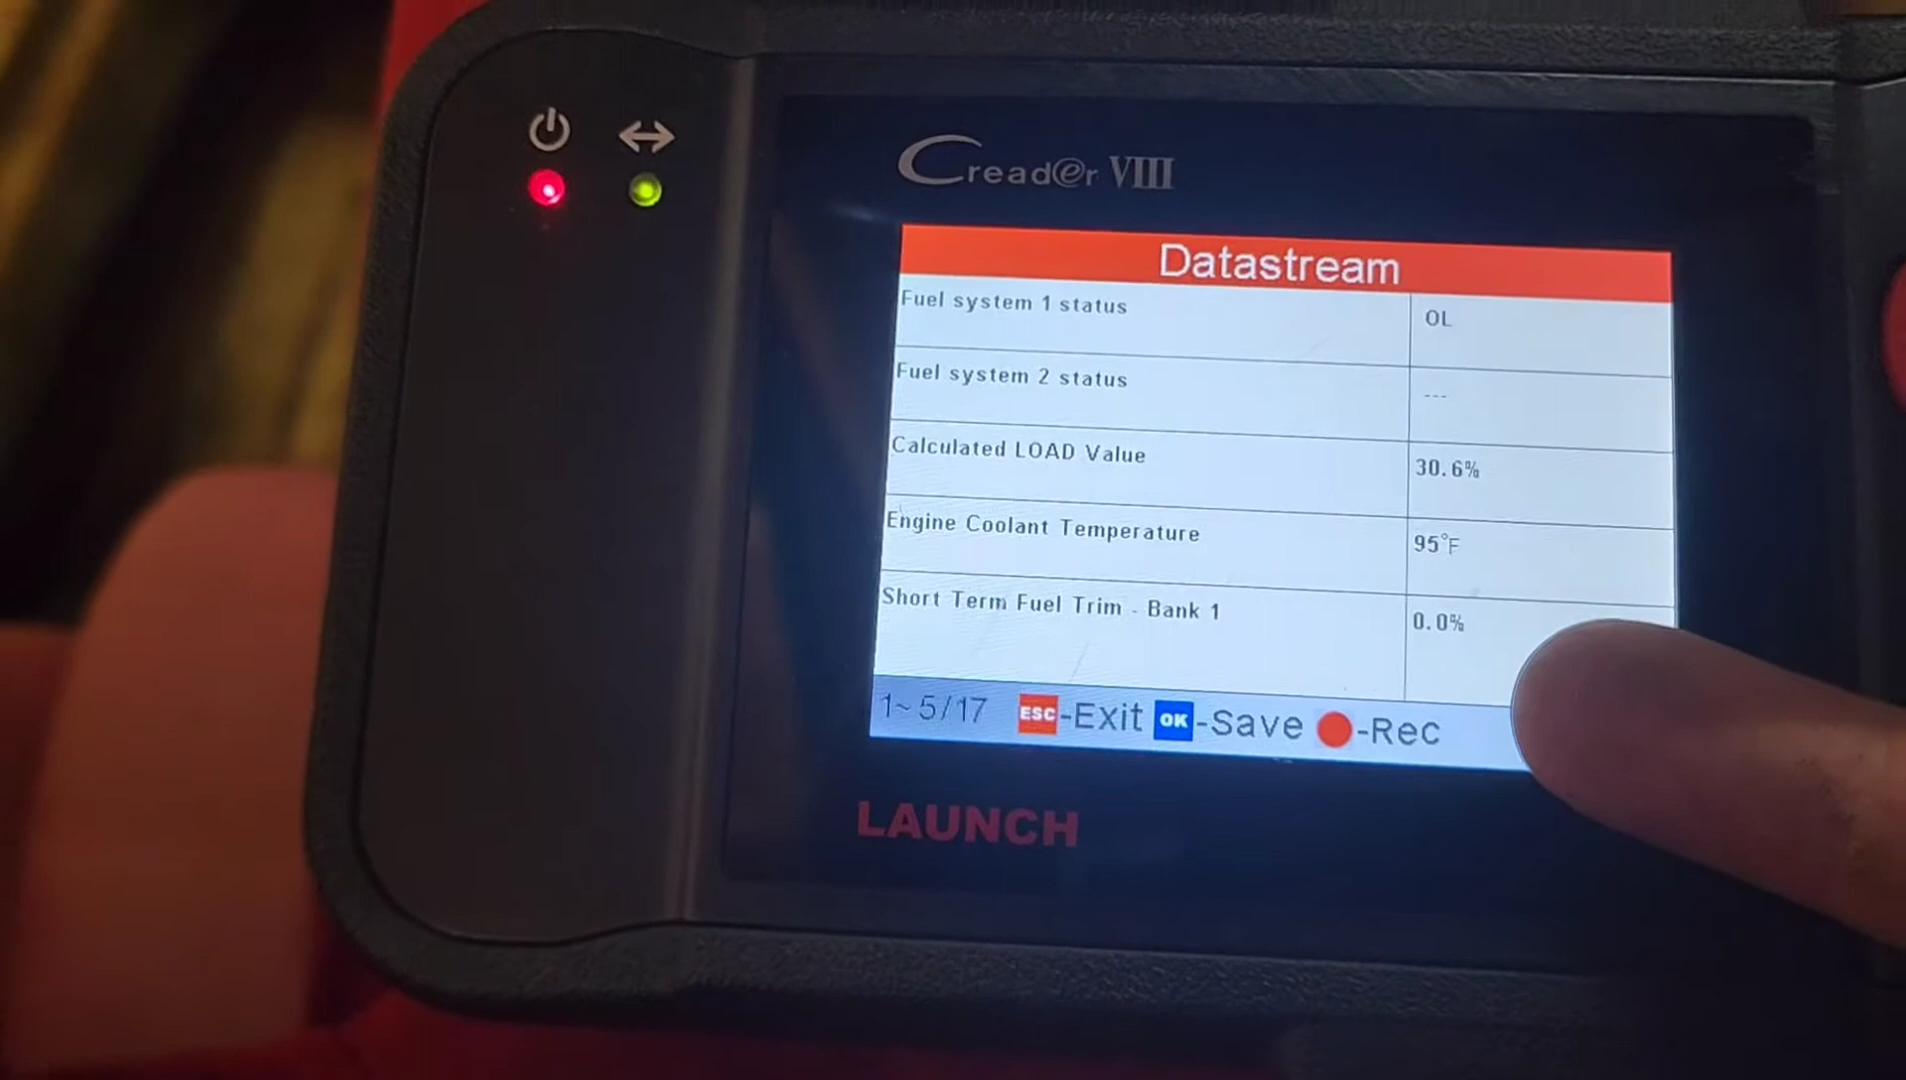 Cread@r VIII
Datastream
Fuel system 1 status OL
Fuel system 2 status ---
Calculated LOAD Value 30.6%
Engine Coolant Temperature 95°F
Short Term Fuel Trim - Bank 1 0.0%
1~5/17 ESC-Exit OK-Save -Rec
LAUNCH